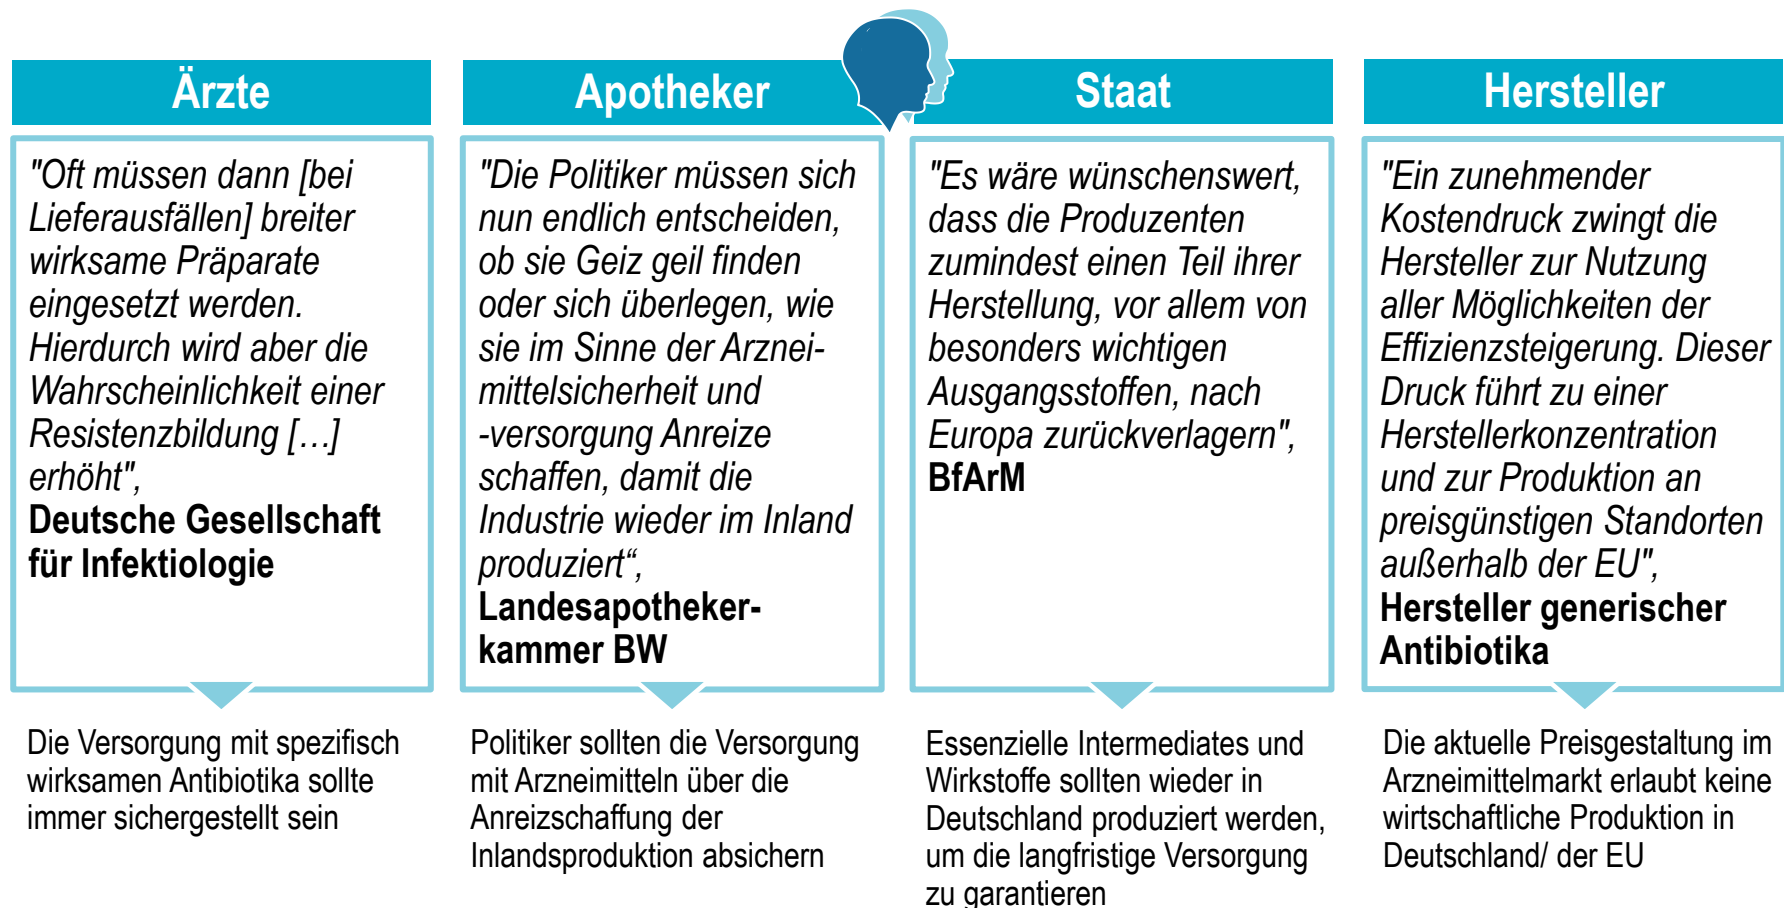 Ärzte
"Oft müssen dann [bei
Lieferausfällen] breiter
wirksame Präparate
eingesetzt werden.
Hierdurch wird aber die
Wahrscheinlichkeit einer
Resistenzbildung […]
erhöht",
Deutsche Gesellschaft
für Infektiologie
Die Versorgung mit spezifisch
wirksamen Antibiotika sollte
immer sichergestellt sein
Apotheker
"Die Politiker müssen sich
nun endlich entscheiden,
ob sie Geiz geil finden
oder sich überlegen, wie
sie im Sinne der Arznei-
mittelsicherheit und
-versorgung Anreize
schaffen, damit die
Industrie wieder im Inland
produziert“,
Landesapotheker-
kammer BW
Politiker sollten die Versorgung
mit Arzneimitteln über die
Anreizschaffung der
Inlandsproduktion absichern
Staat
"Es wäre wünschenswert,
dass die Produzenten
zumindest einen Teil ihrer
Herstellung, vor allem von
besonders wichtigen
Ausgangsstoffen, nach
Europa zurückverlagern",
BfArM
Essenzielle Intermediates und
Wirkstoffe sollten wieder in
Deutschland produziert werden,
um die langfristige Versorgung
zu garantieren
Hersteller
"Ein zunehmender
Kostendruck zwingt die
Hersteller zur Nutzung
aller Möglichkeiten der
Effizienzsteigerung. Dieser
Druck führt zu einer
Herstellerkonzentration
und zur Produktion an
preisgünstigen Standorten
außerhalb der EU",
Hersteller generischer
Antibiotika
Die aktuelle Preisgestaltung im
Arzneimittelmarkt erlaubt keine
wirtschaftliche Produktion in
Deutschland/ der EU